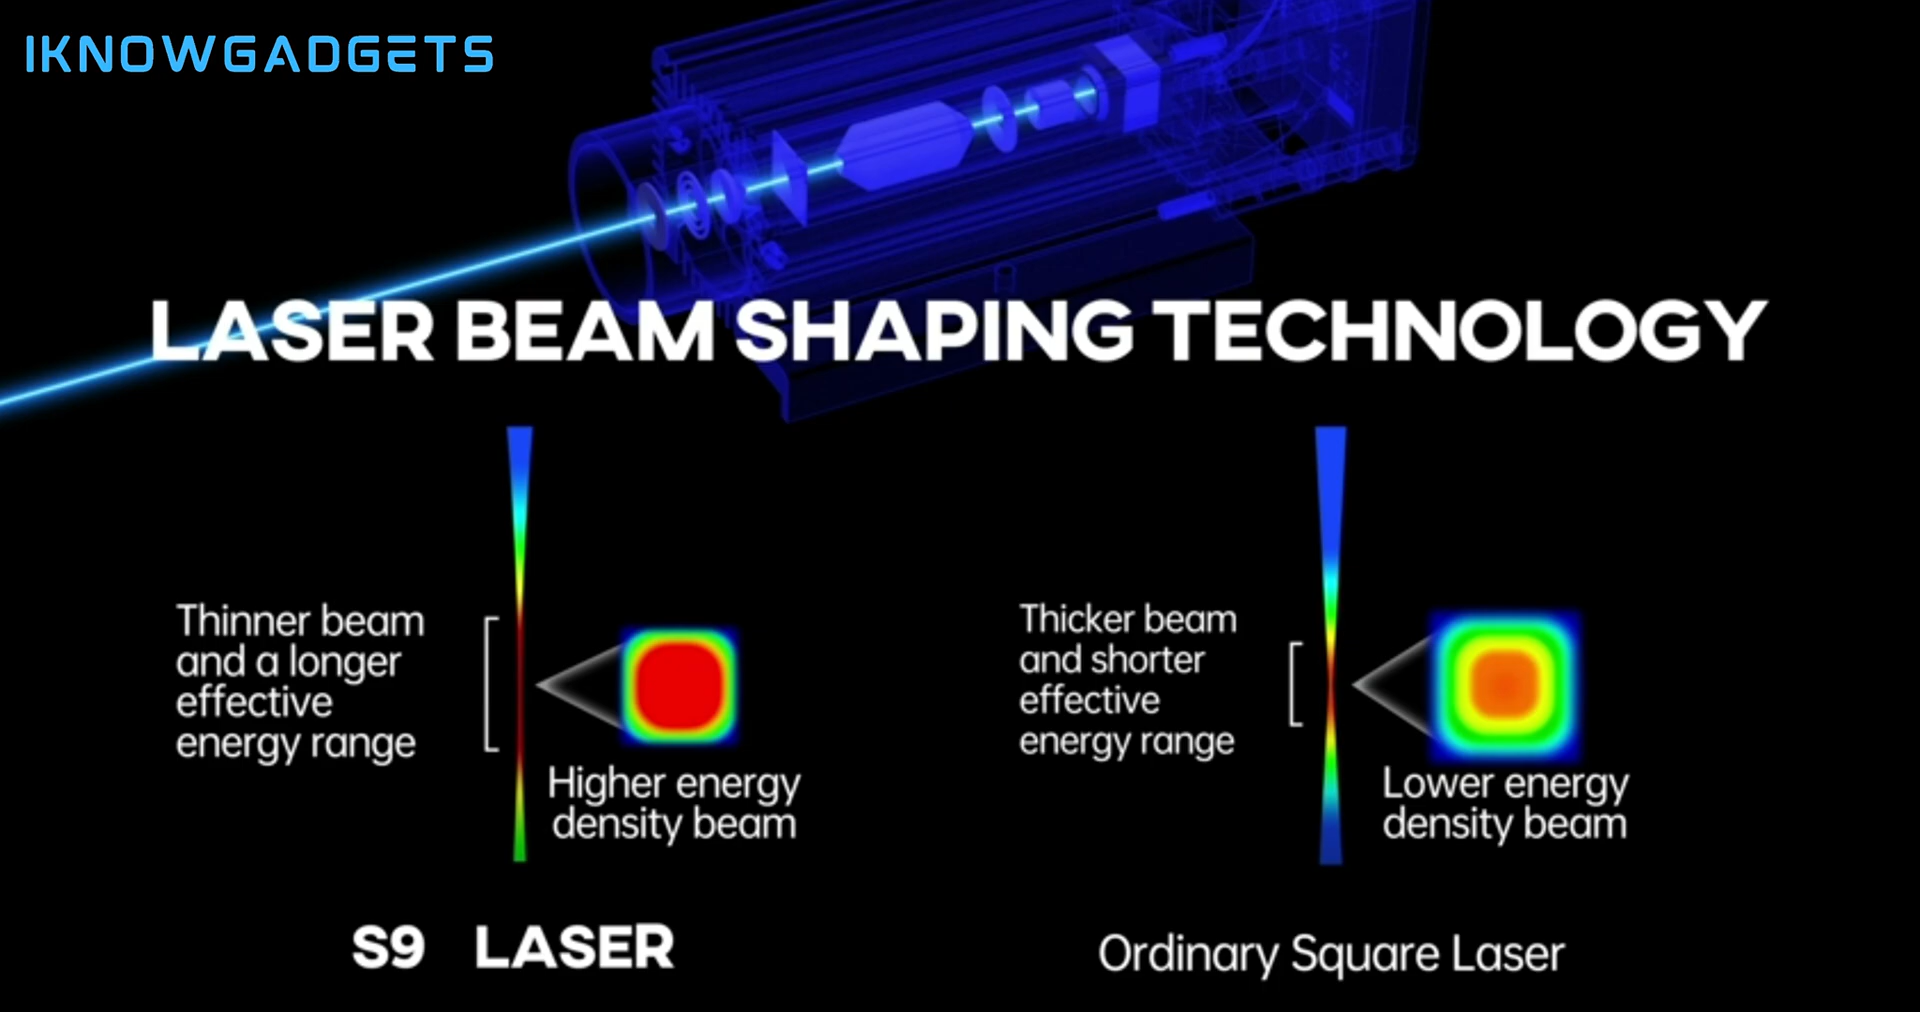 IKNOWGADGETS
LASER BEAM SHAPING TECHNOLOGY
Thinner beam
and a longer
effective
energy range
Higher energy
density beam
S9 LASER
Thicker beam
and shorter
effective
energy range
Lower energy
density beam
Ordinary Square Laser